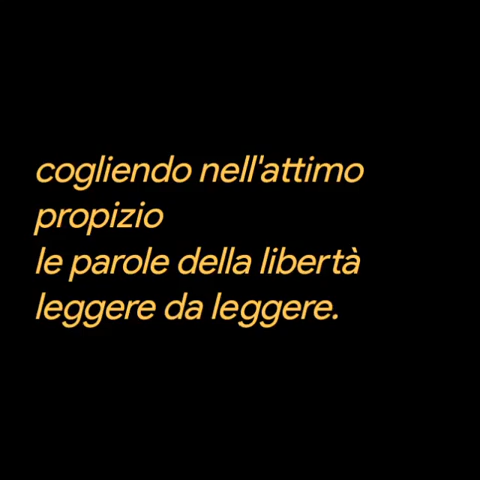 cogliendo nell'attimo
propizio
le parole della libertà
leggere da leggere.